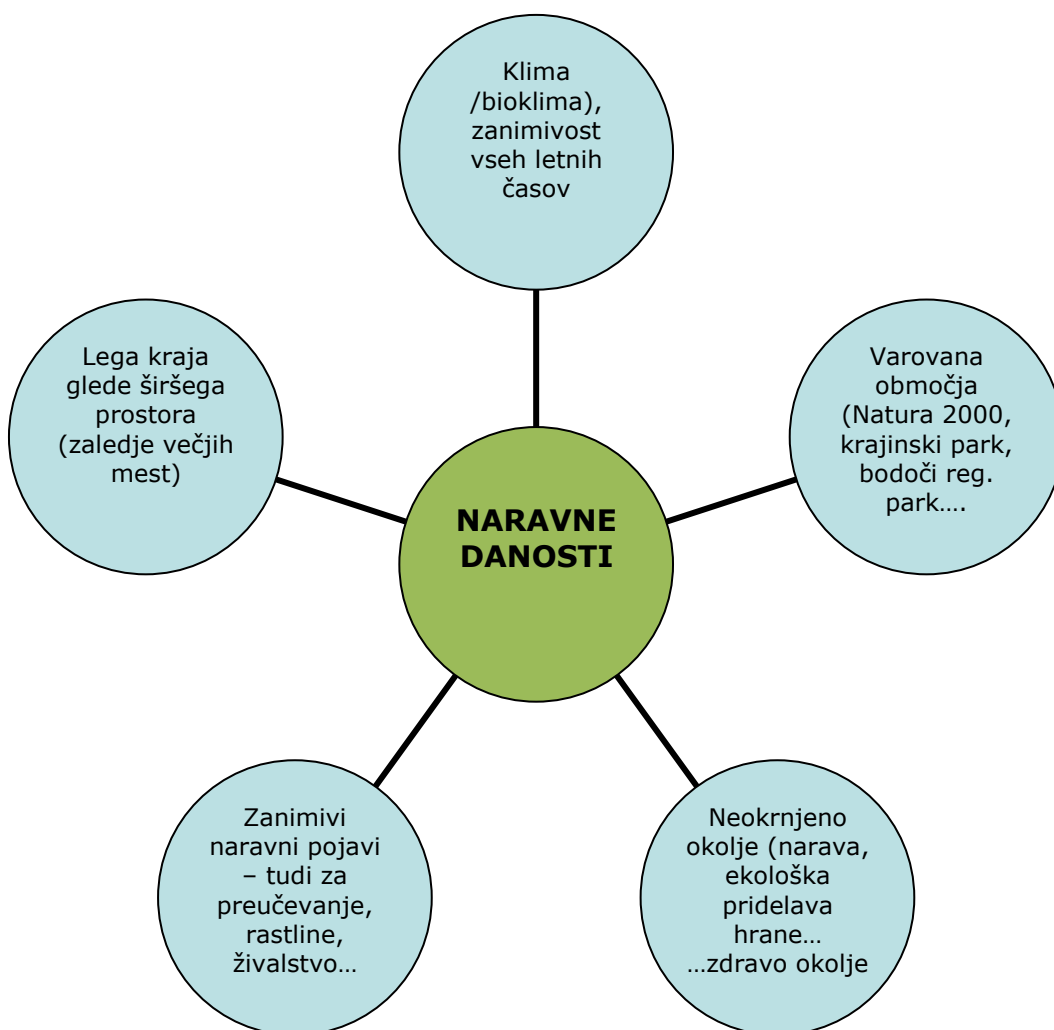 Klima
/bioklima),
zanimivost
vseh letnih
časov
Lega kraja
glede širšega
prostora
(zaledje večjih
mest)
Varovana
območja
(Natura 2000,
krajinski park,
bodoči reg.
park….
NARAVNE
DANOSTI
Zanimivi
naravni pojavi
– tudi za
preučevanje,
rastline,
živalstvo…
Neokrnjeno
okolje (narava,
ekološka
pridelava
hrane…
…zdravo okolje